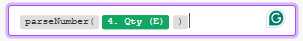 parseNumber( 4. Qty (E) )